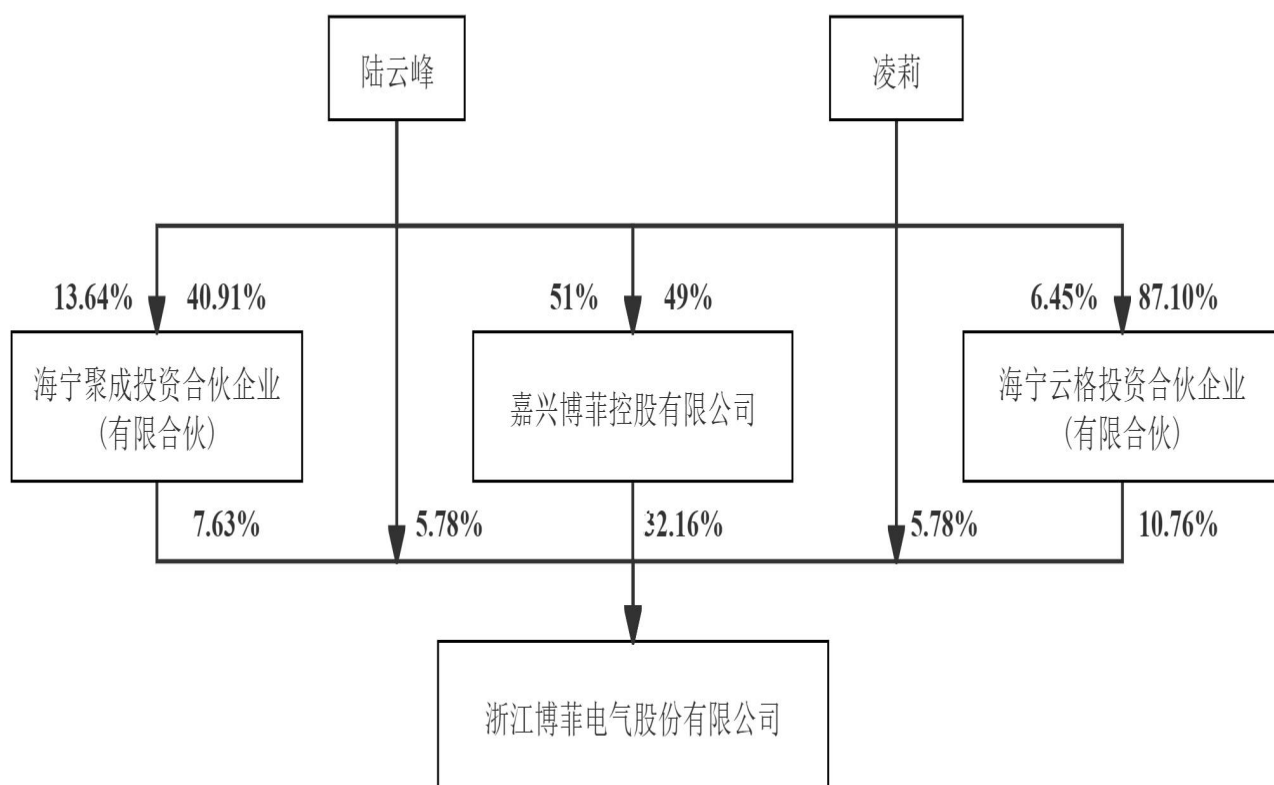 陆云峰
凌莉
13.64%
40.91%
51%
49%
6.45%
87.10%
海宁聚成投资合伙企业
(有限合伙)
嘉兴博菲控股有限公司
海宁云格投资合伙企业
(有限合伙)
7.63%
5.78%
32.16%
5.78%
10.76%
浙江博菲电气股份有限公司